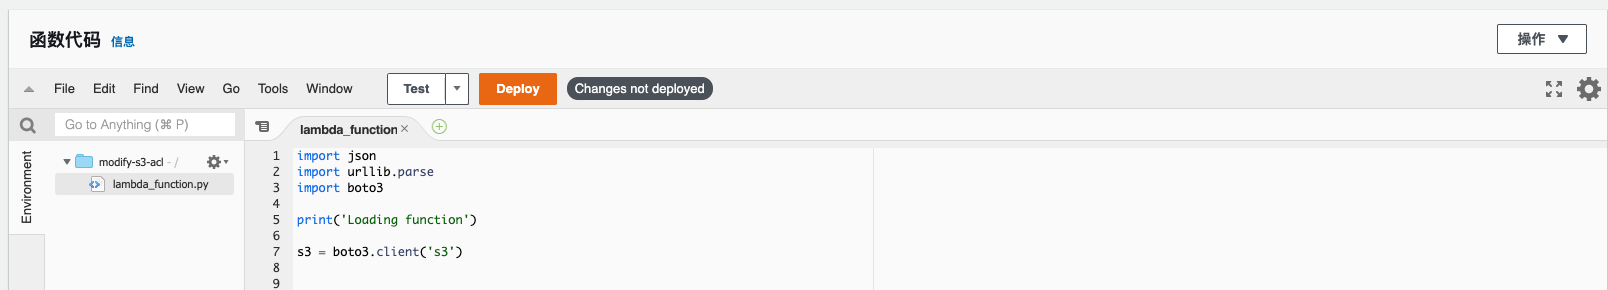 函数代码 信息
操作
File Edit Find View Go Tools Window Test Deploy Changes not deployed
Go to Anything (⌘ P)
lambda_function
Environment
modify-s3-acl - /
lambda_function.py
1 import json
2 import urllib.parse
3 import boto3
4
5 print('Loading function')
6
7 s3 = boto3.client('s3')
8
9